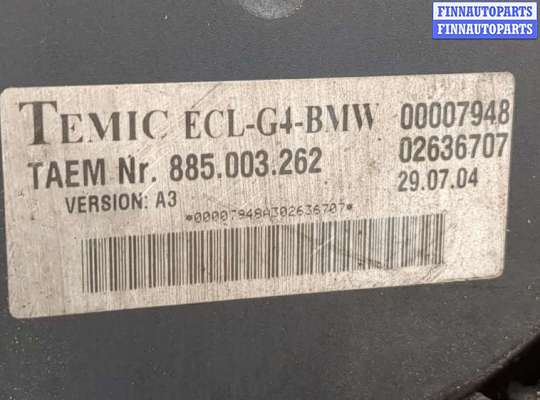 FINNAUTOPARTS
FINNAUTOPARTS
TEMIC ECL-G4-BMW 00007948
TAEM Nr. 885.003.262 02636707
VERSION: A3 29.07.04
*00007948A302636707*